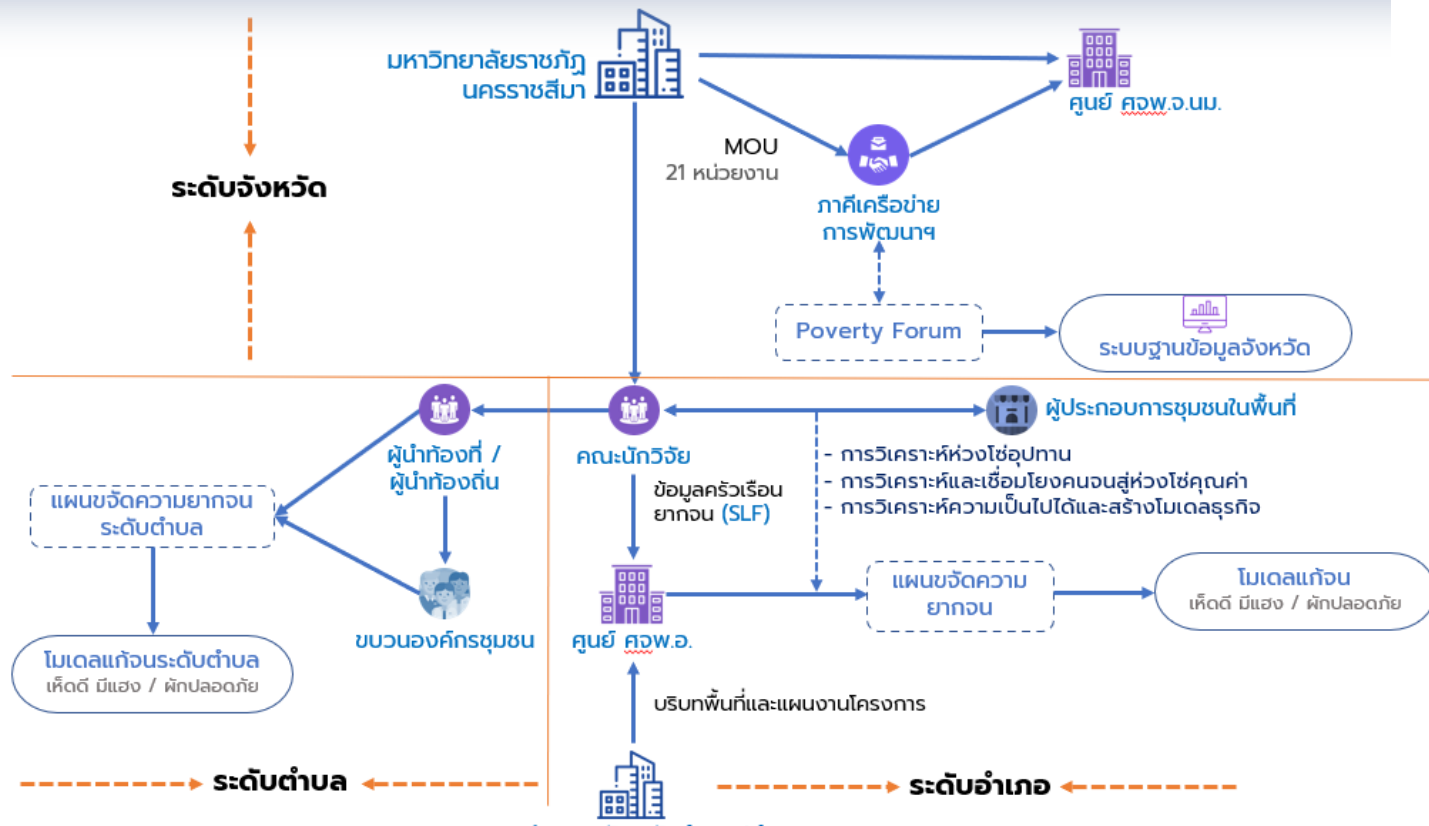 มหาวิทยาลัยราชภัฏ
นครราชสีมา
ศูนย์ ศจพ.จ.นม.
MOU
21 หน่วยงาน
ระดับจังหวัด
ภาคีเครือข่าย
การพัฒนาฯ
Poverty Forum
ระบบฐานข้อมูลจังหวัด
ผู้นำท้องที่ /
ผู้นำท้องถิ่น
คณะนักวิจัย
ผู้ประกอบการชุมชนในพื้นที่
- การวิเคราะห์ห่วงโซ่อุปทาน
- การวิเคราะห์และเชื่อมโยงคนจนสู่ห่วงโซ่คุณค่า
- การวิเคราะห์ความเป็นไปได้และสร้างโมเดลธุรกิจ
ข้อมูลครัวเรือน
ยากจน (SLF)
แผนขจัดความยากจน
ระดับตำบล
แผนขจัดความ
ยากจน
โมเดลแก้จน
เห็ดดี มีแฮง / ผักปลอดภัย
ขบวนองค์กรชุมชน
ศูนย์ ศจพ.อ.
โมเดลแก้จนระดับตำบล
เห็ดดี มีแฮง / ผักปลอดภัย
บริบทพื้นที่และแผนงานโครงการ
ระดับตำบล
ระดับอำเภอ